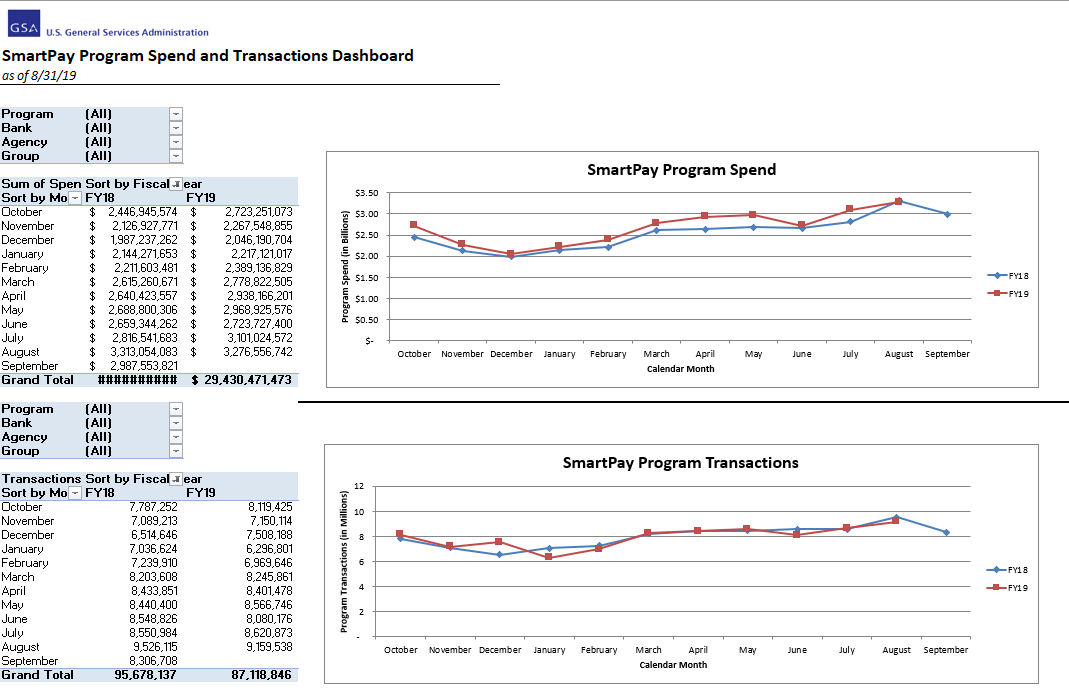 GSA
U.S. General Services Administration
SmartPay Program Spend and Transactions Dashboard
as of 8/31/19
Program (All)
Bank (All)
Agency (All)
Group (All)
Sum of Spen Sort by Fiscal ear
Sort by Mo FY18 FY19
October $ 2,446,945,574 $ 2,723,251,073
November $ 2,126,927,771 $ 2,267,548,855
December $ 1,987,237,262 $ 2,046,190,704
January $ 2,144,271,653 $ 2,217,121,017
February $ 2,211,603,481 $ 2,389,136,829
March $ 2,615,260,671 $ 2,778,822,505
April $ 2,640,423,557 $ 2,938,166,201
May $ 2,688,800,306 $ 2,968,925,576
June $ 2,659,344,262 $ 2,723,727,400
July $ 2,816,541,683 $ 3,101,024,572
August $ 3,313,054,083 $ 3,276,556,742
September $ 2,987,553,821
Grand Total ########### $ 29,430,471,473
SmartPay Program Spend
Program Spend (in Billions)
$3.50
$3.00
$2.50
$2.00
$1.50
$1.00
$0.50
$-
October November December January February March April May June July August September
Calendar Month
FY18
FY19
Program (All)
Bank (All)
Agency (All)
Group (All)
Transactions Sort by Fiscal ear
Sort by Mo FY18 FY19
October 7,787,252 8,119,425
November 7,089,213 7,150,114
December 6,514,646 7,508,188
January 7,036,624 6,296,801
February 7,239,910 6,969,646
March 8,203,608 8,245,861
April 8,433,851 8,401,478
May 8,440,400 8,566,746
June 8,548,826 8,080,176
July 8,550,984 8,620,873
August 9,526,115 9,159,538
September 8,306,708
Grand Total 95,678,137 87,118,846
SmartPay Program Transactions
Program Transactions (in Millions)
12
10
8
6
4
2
-
October November December January February March April May June July August September
Calendar Month
FY18
FY19